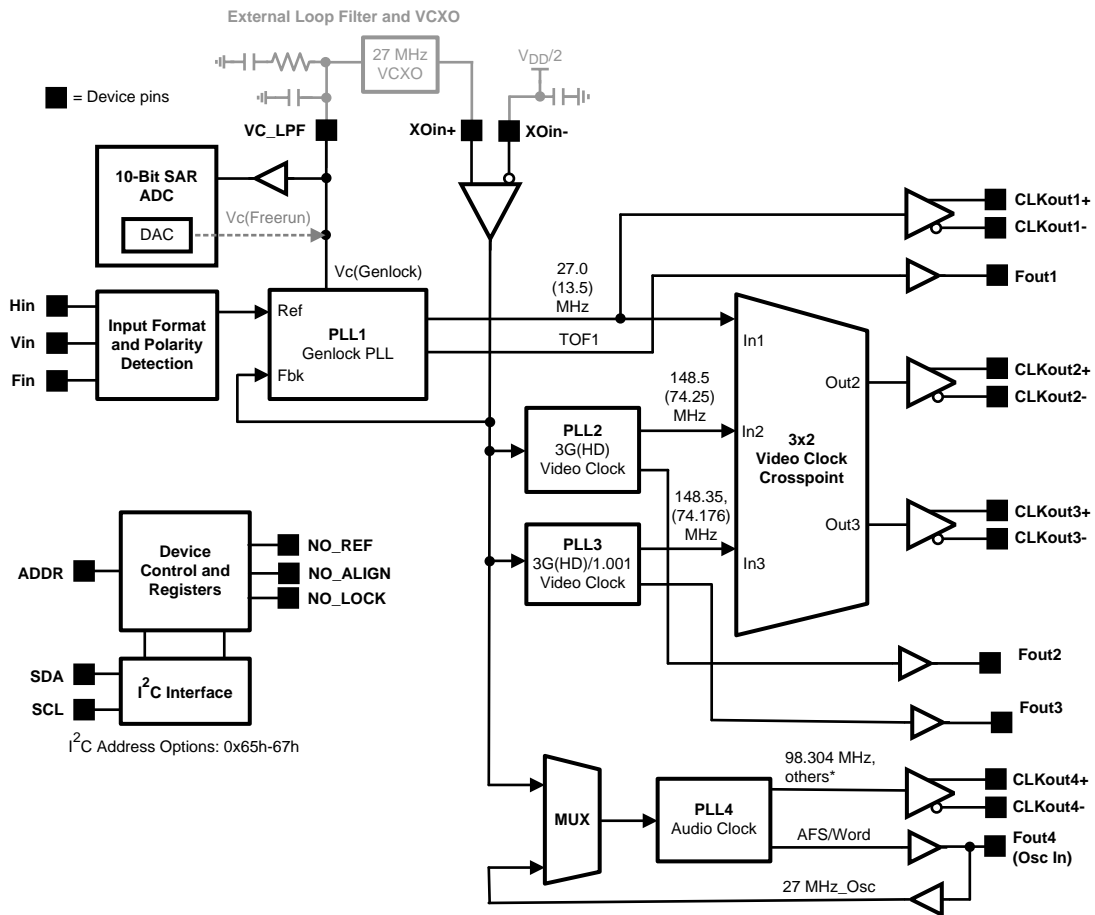 External Loop Filter and VCXO
27 MHz
VCXO
VDD/2
= Device pins
VC_LPF
XOin+
XOin-
10-Bit SAR
ADC
DAC
Vc(Freerun)
CLKout1+
CLKout1-
Vc(Genlock)
27.0
(13.5)
MHz
Fout1
Hin
Vin
Fin
Input Format
and Polarity
Detection
Ref
Fbk
PLL1
Genlock PLL
TOF1
In1
In2
In3
Out2
Out3
3x2
Video Clock
Crosspoint
CLKout2+
CLKout2-
148.5
(74.25)
MHz
PLL2
3G(HD)
Video Clock
148.35,
(74.176)
MHz
PLL3
3G(HD)/1.001
Video Clock
CLKout3+
CLKout3-
ADDR
Device
Control and
Registers
NO_REF
NO_ALIGN
NO_LOCK
SDA
SCL
I2C Interface
I2C Address Options: 0x65h-67h
Fout2
Fout3
MUX
PLL4
Audio Clock
98.304 MHz,
others*
CLKout4+
CLKout4-
AFS/Word
Fout4
(Osc In)
27 MHz_Osc